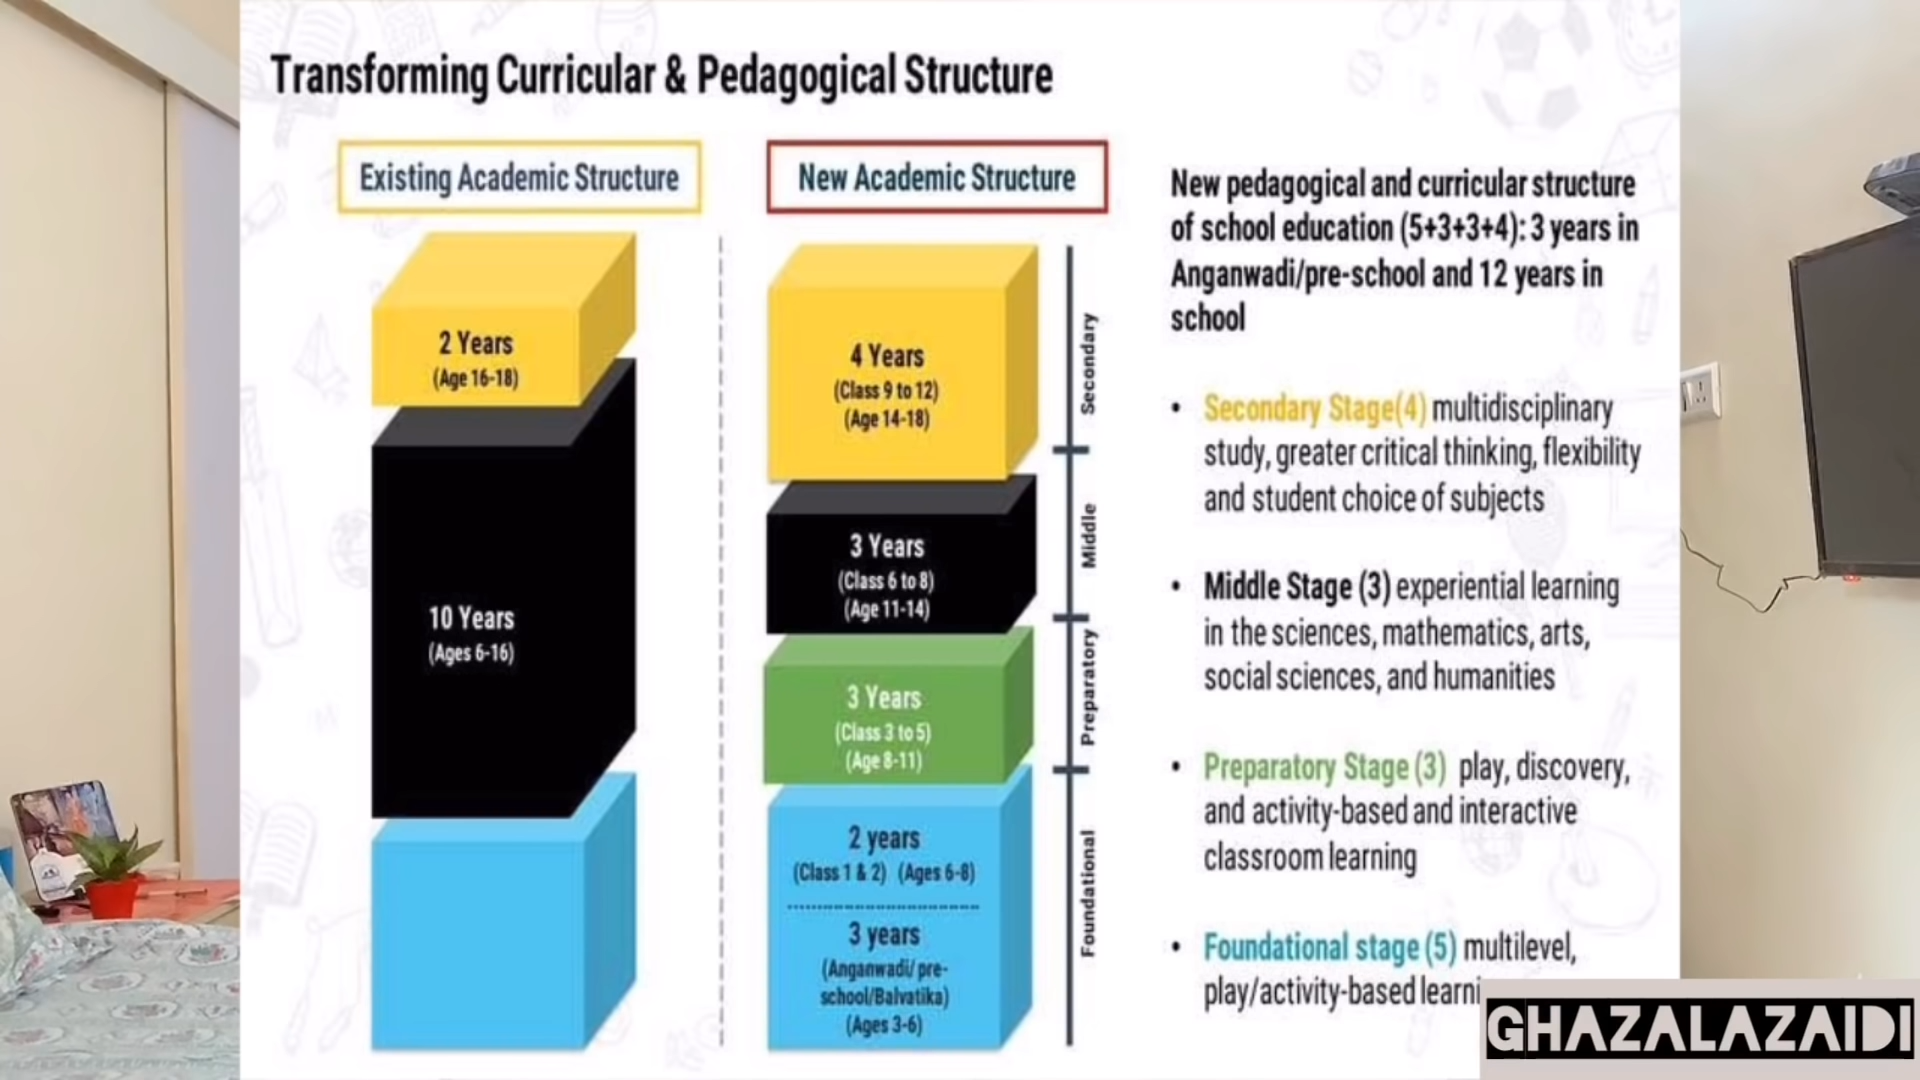 Transforming Curricular & Pedagogical Structure
Existing Academic Structure
2 Years
(Age 16-18)
10 Years
(Ages 6-16)
New Academic Structure
4 Years
(Class 9 to 12)
(Age 14-18)
3 Years
(Class 6 to 8)
(Age 11-14)
3 Years
(Class 3 to 5)
(Age 8-11)
2 years
(Class 1 & 2) (Ages 6-8)
3 years
(Anganwadi/ pre-
school/Balvatika)
(Ages 3-6)
Secondary
Middle
Preparatory
Foundational
New pedagogical and curricular structure
of school education (5+3+3+4): 3 years in
Anganwadi/pre-school and 12 years in
school
• Secondary Stage(4) multidisciplinary
study, greater critical thinking, flexibility
and student choice of subjects
• Middle Stage (3) experiential learning
in the sciences, mathematics, arts,
social sciences, and humanities
• Preparatory Stage (3) play, discovery,
and activity-based and interactive
classroom learning
• Foundational stage (5) multilevel,
play/activity-based learni
GHAZALAZAIDI